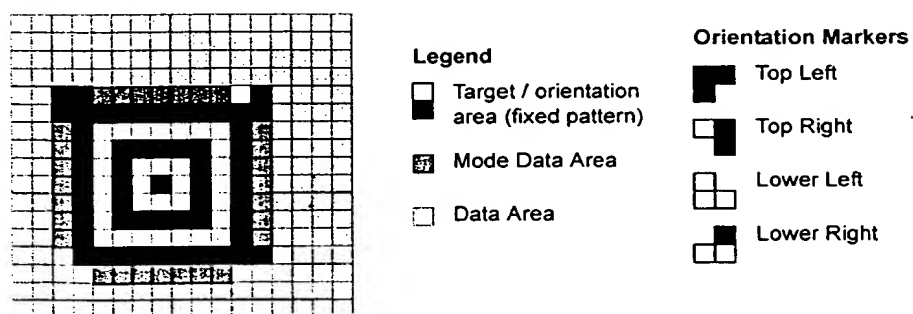 Legend
Target / orientation
area (fixed pattern)
Mode Data Area
Data Area
Orientation Markers
Top Left
Top Right
Lower Left
Lower Right